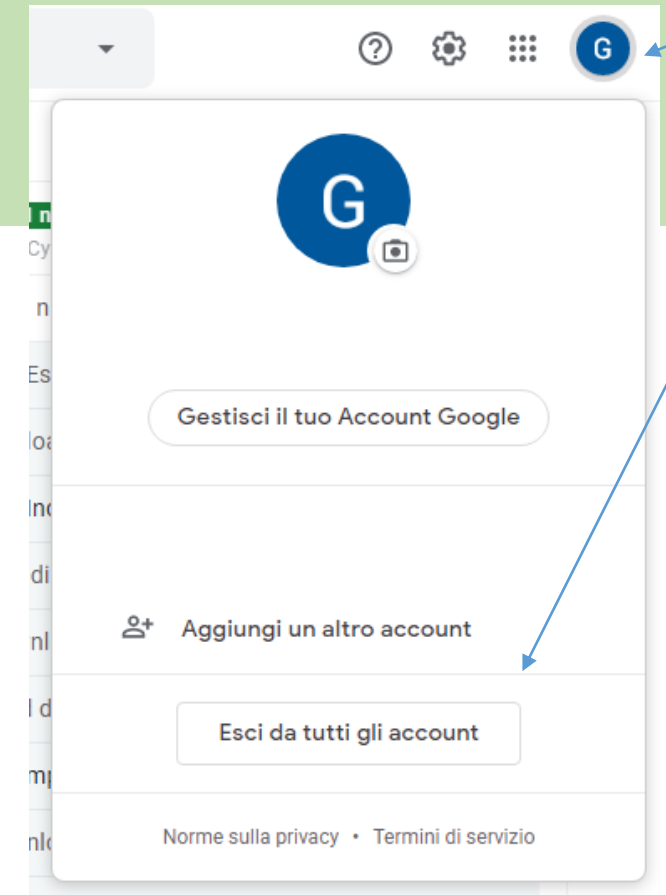 G
G
Gestisci il tuo Account Google
Aggiungi un altro account
Esci da tutti gli account
Norme sulla privacy • Termini di servizio